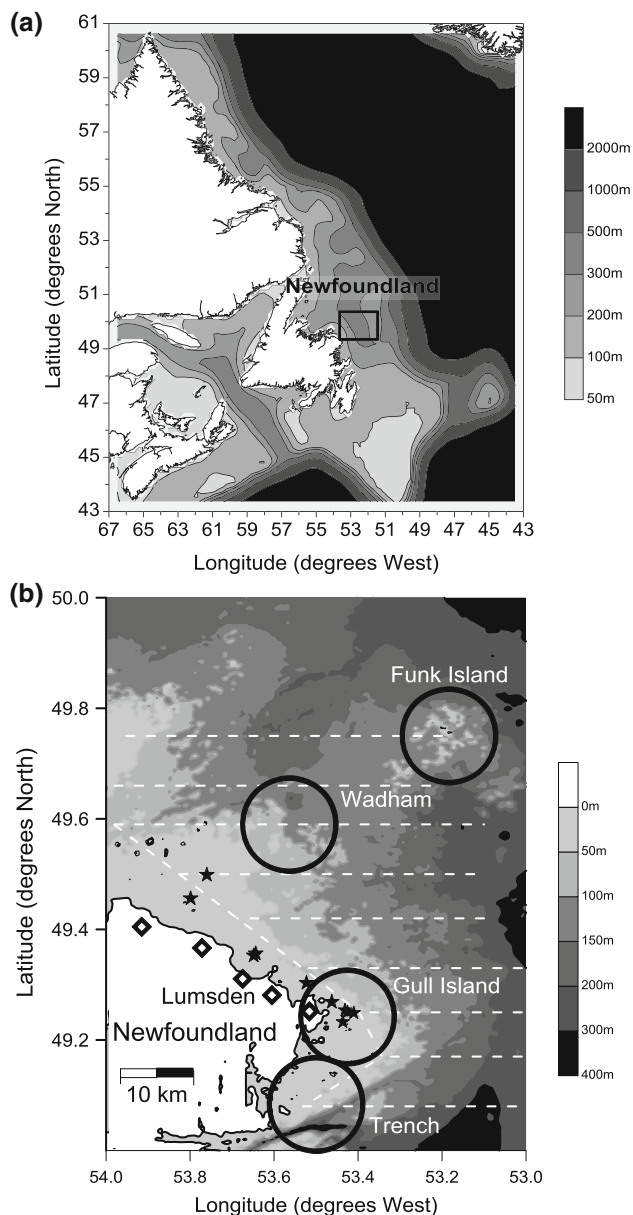 (a)
61
59
57
55
53
51
49
47
45
43
Latitude (degrees North)
Newfoundland
67 65 63 61 59 57 55 53 51 49 47 45 43
Longitude (degrees West)
2000m
1000m
500m
300m
200m
100m
50m
(b)
50.0
49.8
49.6
49.4
49.2
Latitude (degrees North)
Funk Island
Wadham
Gull Island
Lumsden
Newfoundland
10 km
Trench
54.0 53.8 53.6 53.4 53.2 53.0
Longitude (degrees West)
0m
50m
100m
150m
200m
300m
400m